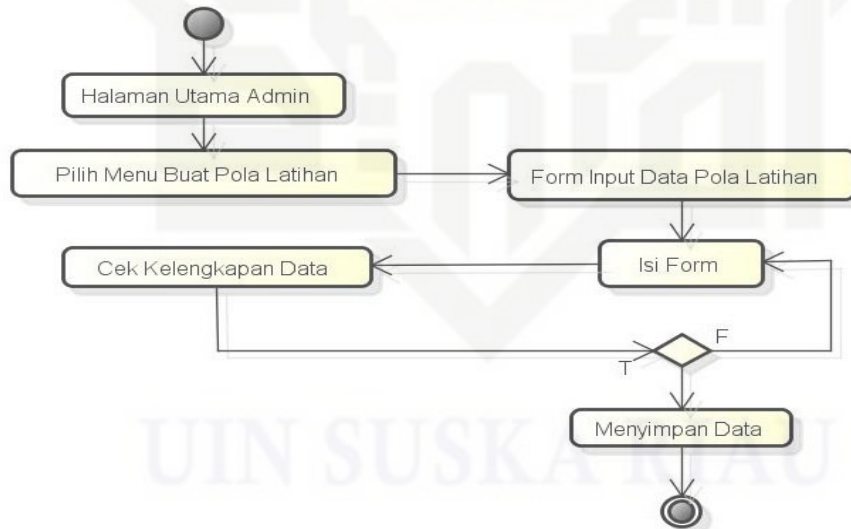 Halaman Utama Admin
Pilih Menu Buat Pola Latihan
Form Input Data Pola Latihan
Cek Kelengkapan Data
Isi Form
F
T
Menyimpan Data
UIN SUSKA RIAU